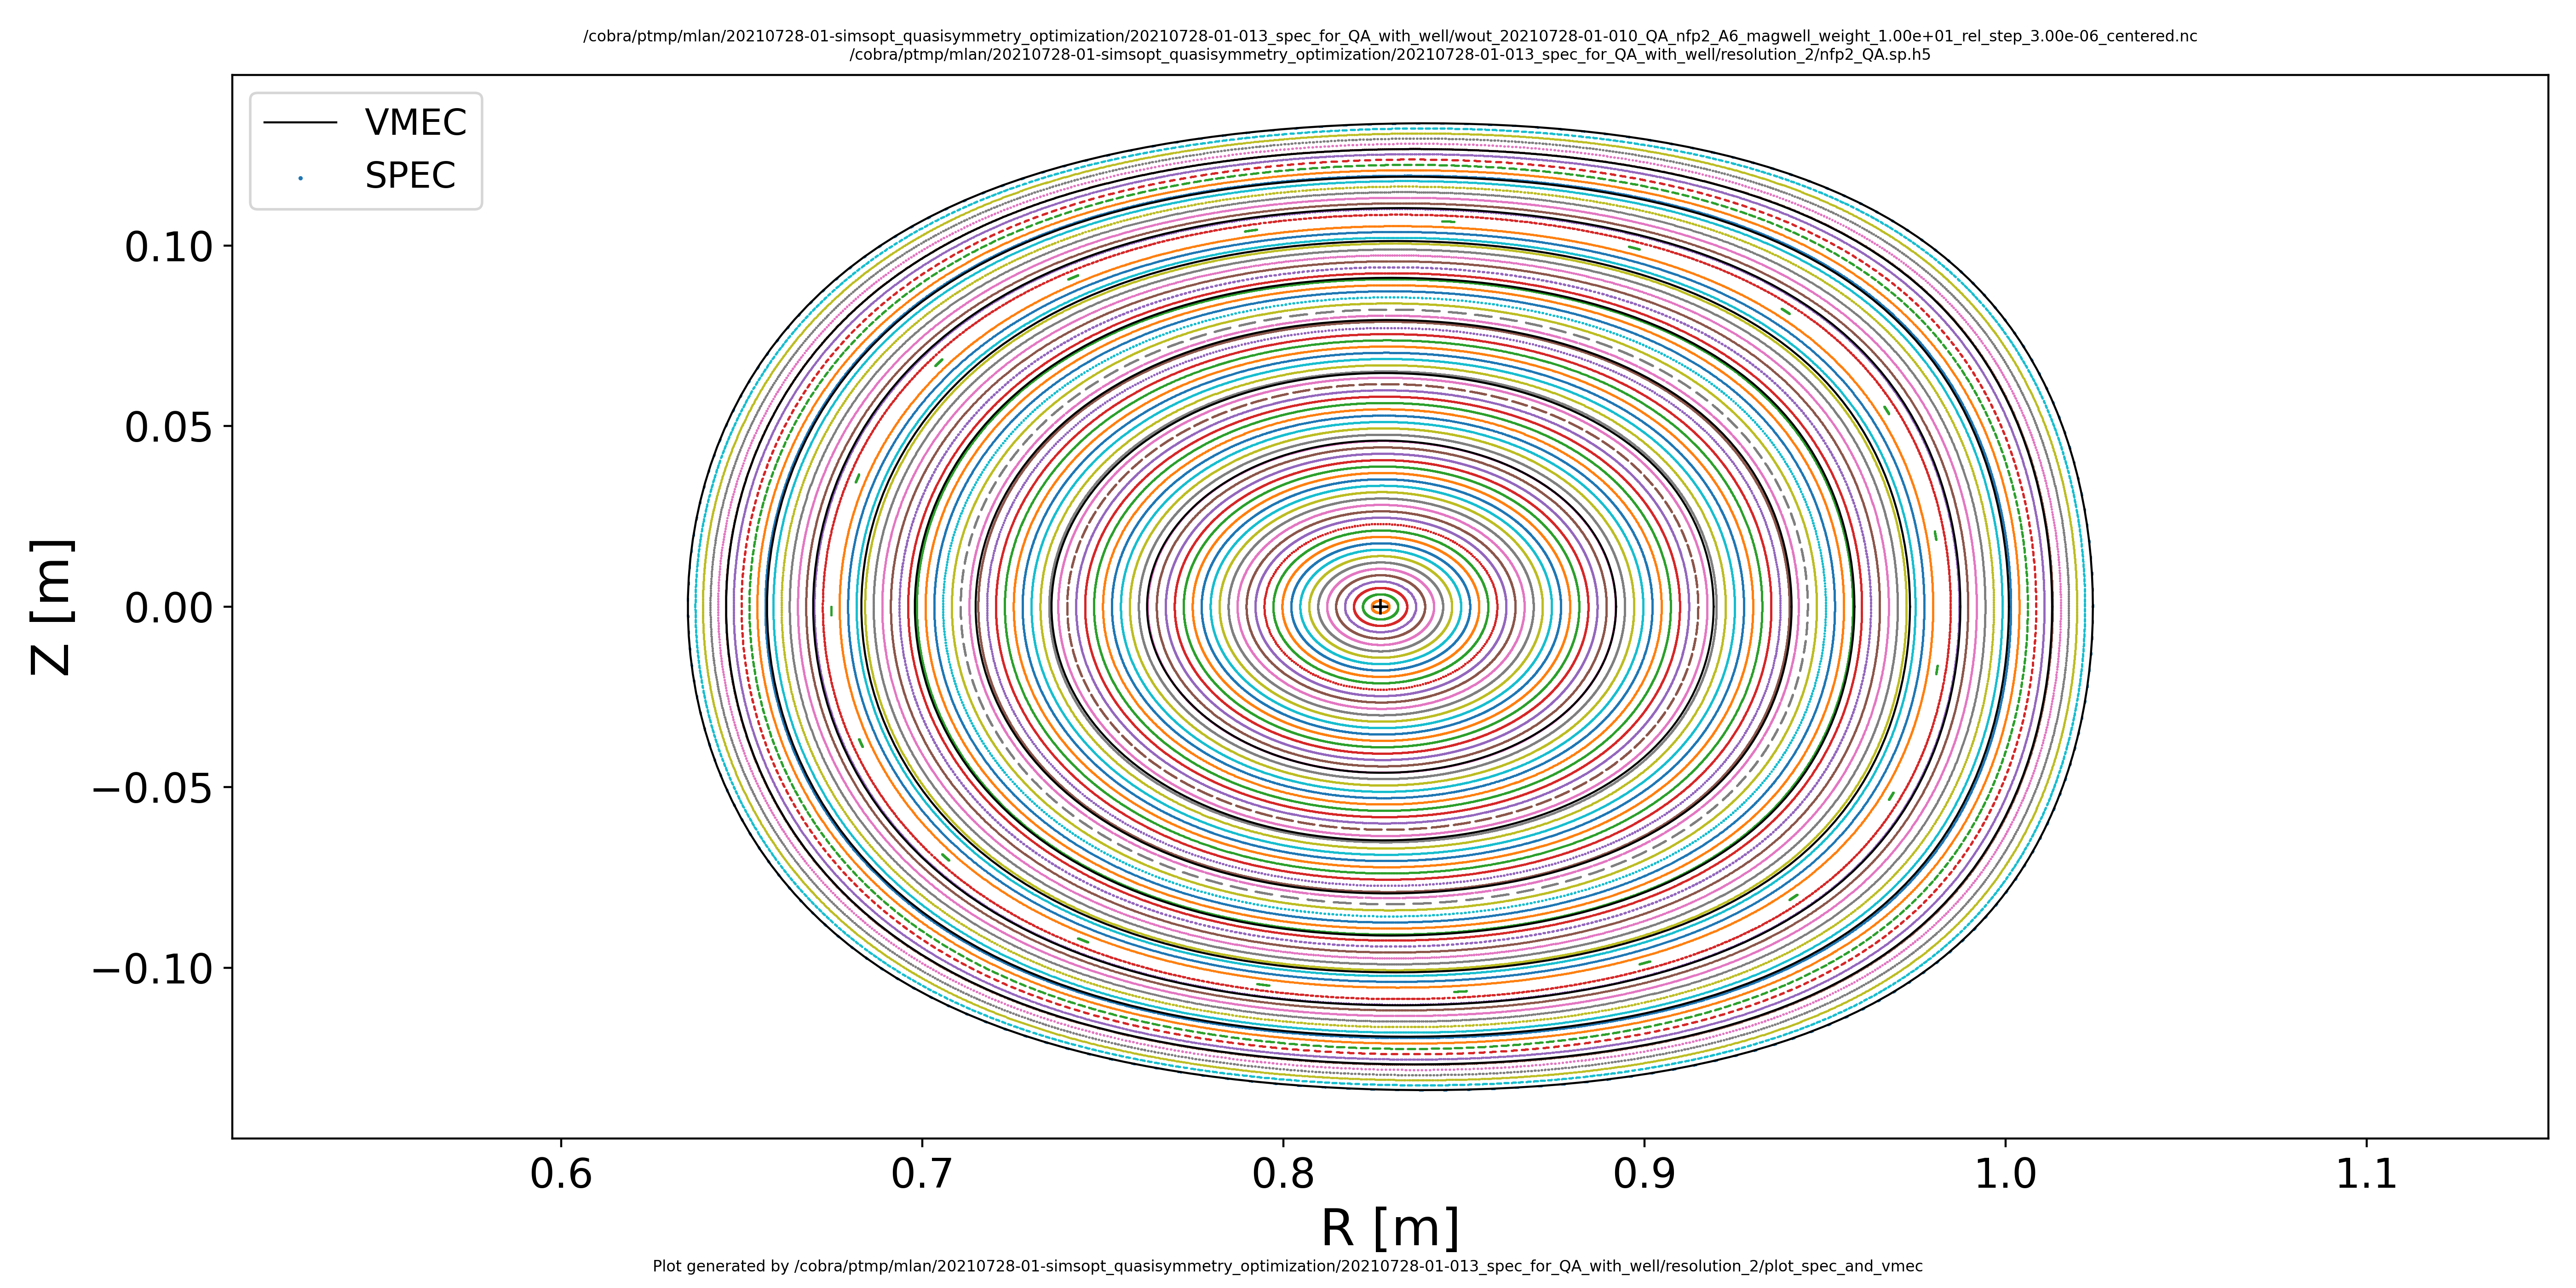 /cobra/ptmp/mlan/20210728-01-simsopt_quasisymmetry_optimization/20210728-01-013_spec_for_QA_with_well/wout_20210728-01-010_QA_nfp2_A6_magwell_weight_1.00e+01_rel_step_3.00e-06_centered.nc
/cobra/ptmp/mlan/20210728-01-simsopt_quasisymmetry_optimization/20210728-01-013_spec_for_QA_with_well/resolution_2/nfp2_QA.sp.h5
VMEC
SPEC
0.10
0.05
0.00
−0.05
−0.10
Z [m]
0.6 0.7 0.8 0.9 1.0 1.1
R [m]
Plot generated by /cobra/ptmp/mlan/20210728-01-simsopt_quasisymmetry_optimization/20210728-01-013_spec_for_QA_with_well/resolution_2/plot_spec_and_vmec